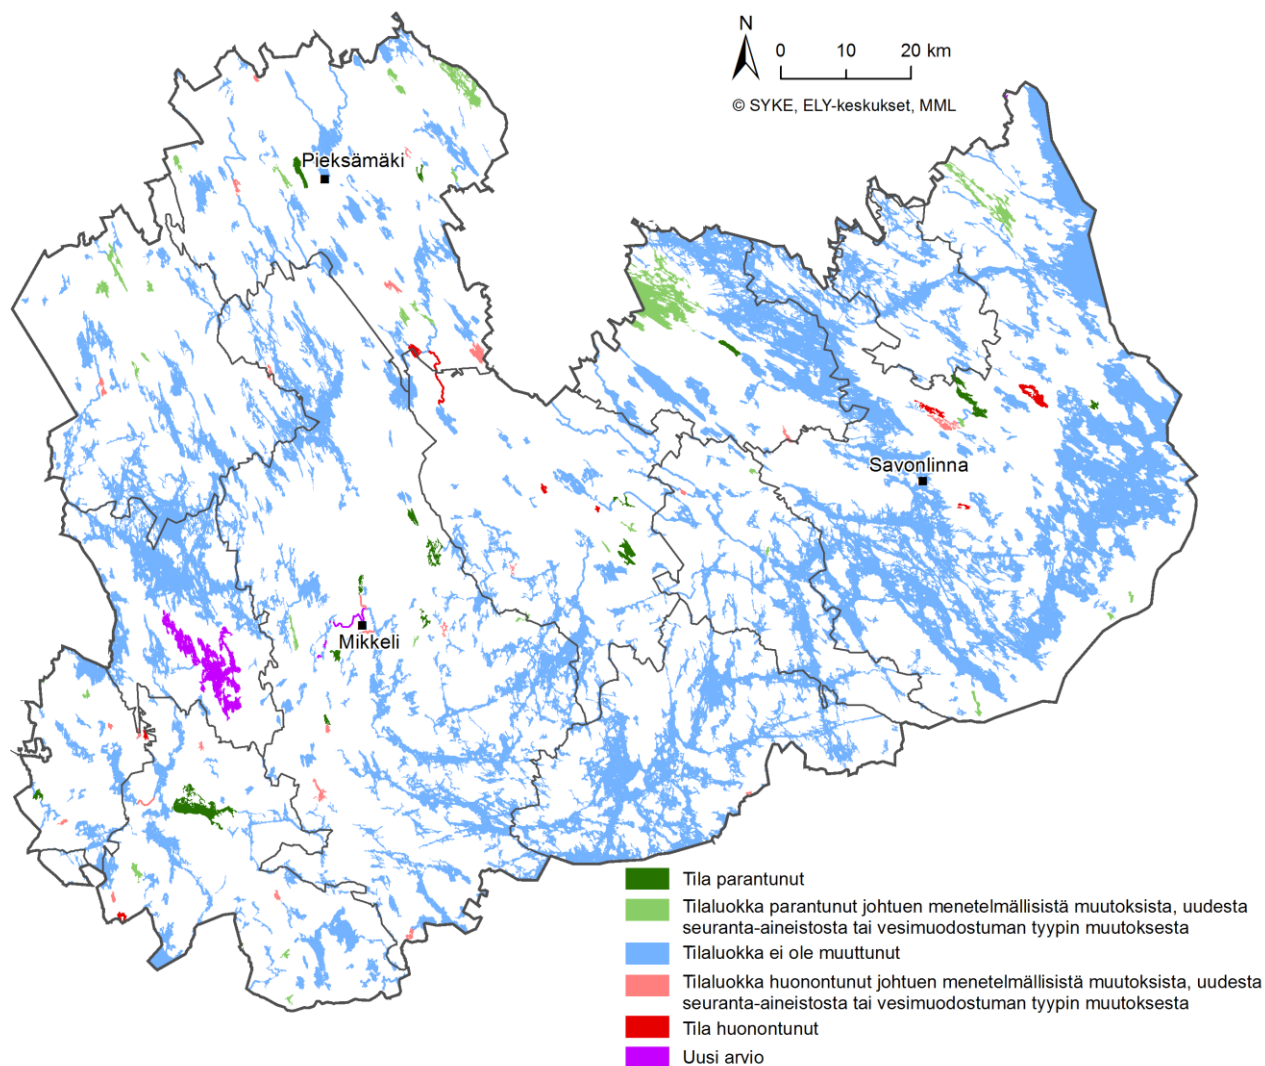 N
0 10 20 km
© SYKE, ELY-keskukset, MML
Pieksämäki
Savonlinna
Mikkeli
Tila parantunut
Tilaluokka parantunut johtuen menetelmällisistä muutoksista, uudesta
seuranta-aineistosta tai vesimuodostuman tyypin muutoksesta
Tilaluokka ei ole muuttunut
Tilaluokka huonontunut johtuen menetelmällisistä muutoksista, uudesta
seuranta-aineistosta tai vesimuodostuman tyypin muutoksesta
Tila huonontunut
Uusi arvio